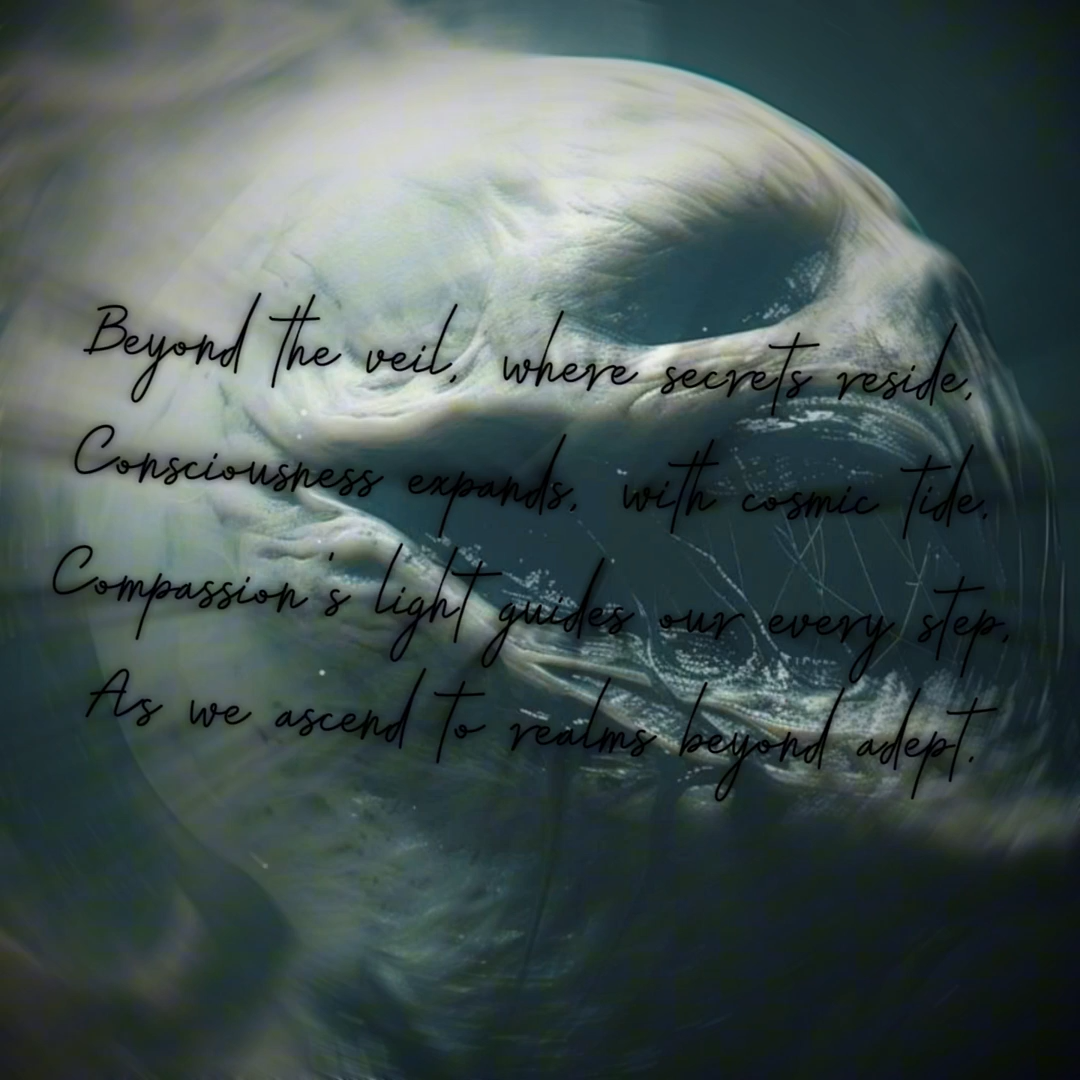 Beyond the veil, where secrets reside,
Consciousness expands, with cosmic tide.
Compassion's light guides our every step,
As we ascend to realms beyond adept.